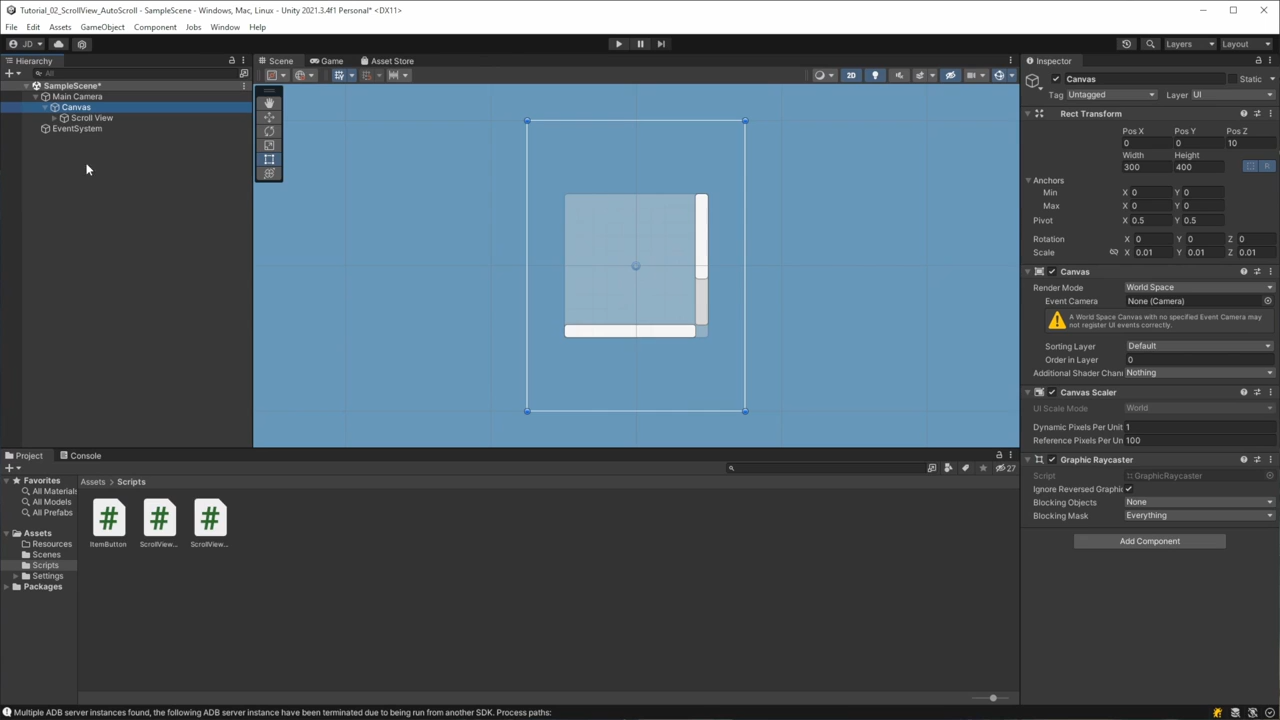 Tutorial_02_ScrollView_AutoScroll - SampleScene - Windows, Mac, Linux - Unity 2021.3.4f1 Personal* <DX11>
File Edit Assets GameObject Component Jobs Window Help
JD Layers Layout
Hierarchy
All
SampleScene*
Main Camera
Canvas
Scroll View
EventSystem
Scene Game Asset Store
2D
Inspector
Canvas Static
Tag Untagged Layer UI
Rect Transform
Pos X Pos Y Pos Z
0 0 10
Width Height
300 400 R
Anchors
Min X 0 Y 0
Max X 0 Y 0
Pivot X 0.5 Y 0.5
Rotation X 0 Y 0 Z 0
Scale X 0.01 Y 0.01 Z 0.01
Canvas
Render Mode World Space
Event Camera None (Camera)
A World Space Canvas with no specified Event Camera may
not register UI events correctly.
Sorting Layer Default
Order in Layer 0
Additional Shader Chan Nothing
Canvas Scaler
UI Scale Mode World
Dynamic Pixels Per Unit 1
Reference Pixels Per Un 100
Graphic Raycaster
Script GraphicRaycaster
Ignore Reversed Graphic
Blocking Objects None
Blocking Mask Everything
Add Component
Project Console
27
Favorites
All Materials
All Models
All Prefabs
Assets
Resources
Scenes
Scripts
Settings
Packages
Assets Scripts
# # #
ItemButton ScrollView... ScrollView...
Multiple ADB server instances found, the following ADB server instance have been terminated due to being run from another SDK. Process paths: